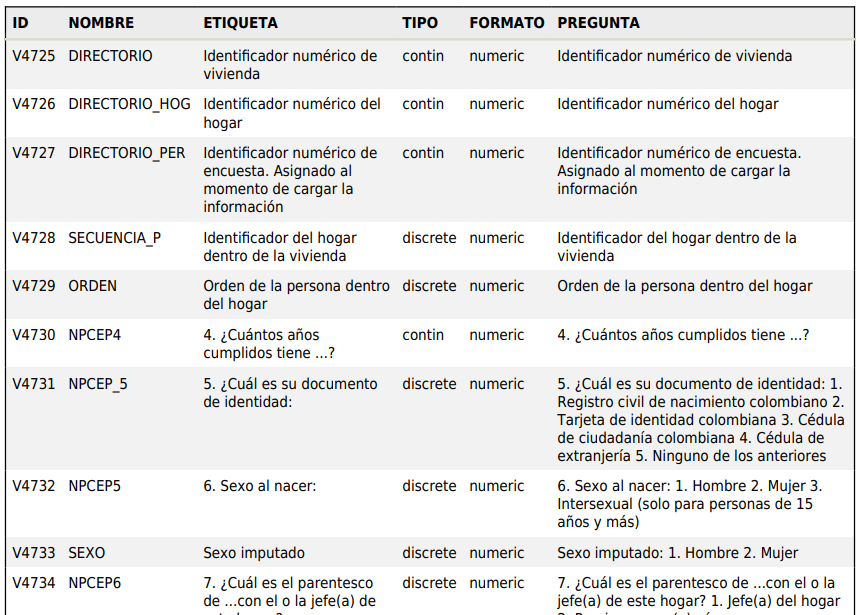 ID NOMBRE ETIQUETA TIPO FORMATO PREGUNTA
V4725 DIRECTORIO Identificador numérico de contin numeric Identificador numérico de vivienda
vivienda
V4726 DIRECTORIO_HOG Identificador numérico del contin numeric Identificador numérico del hogar
hogar
V4727 DIRECTORIO_PER Identificador numérico de contin numeric Identificador numérico de encuesta.
encuesta. Asignado al Asignado al momento de cargar la
momento de cargar la información
información
V4728 SECUENCIA_P Identificador del hogar discrete numeric Identificador del hogar dentro de la
dentro de la vivienda vivienda
V4729 ORDEN Orden de la persona dentro discrete numeric Orden de la persona dentro del hogar
del hogar
V4730 NPCEP4 4. ¿Cuántos años contin numeric 4. ¿Cuántos años cumplidos tiene ...?
cumplidos tiene ...?
V4731 NPCEP_5 5. ¿Cuál es su documento discrete numeric 5. ¿Cuál es su documento de identidad: 1.
de identidad: Registro civil de nacimiento colombiano 2.
Tarjeta de identidad colombiana 3. Cédula
de ciudadanía colombiana 4. Cédula de
extranjería 5. Ninguno de los anteriores
V4732 NPCEP5 6. Sexo al nacer: discrete numeric 6. Sexo al nacer: 1. Hombre 2. Mujer 3.
Intersexual (solo para personas de 15
años y más)
V4733 SEXO Sexo imputado discrete numeric Sexo imputado: 1. Hombre 2. Mujer
V4734 NPCEP6 7. ¿Cuál es el parentesco discrete numeric 7. ¿Cuál es el parentesco de ...con el o la
de ...con el o la jefe(a) de jefe(a) de este hogar? 1. Jefe(a) del hogar